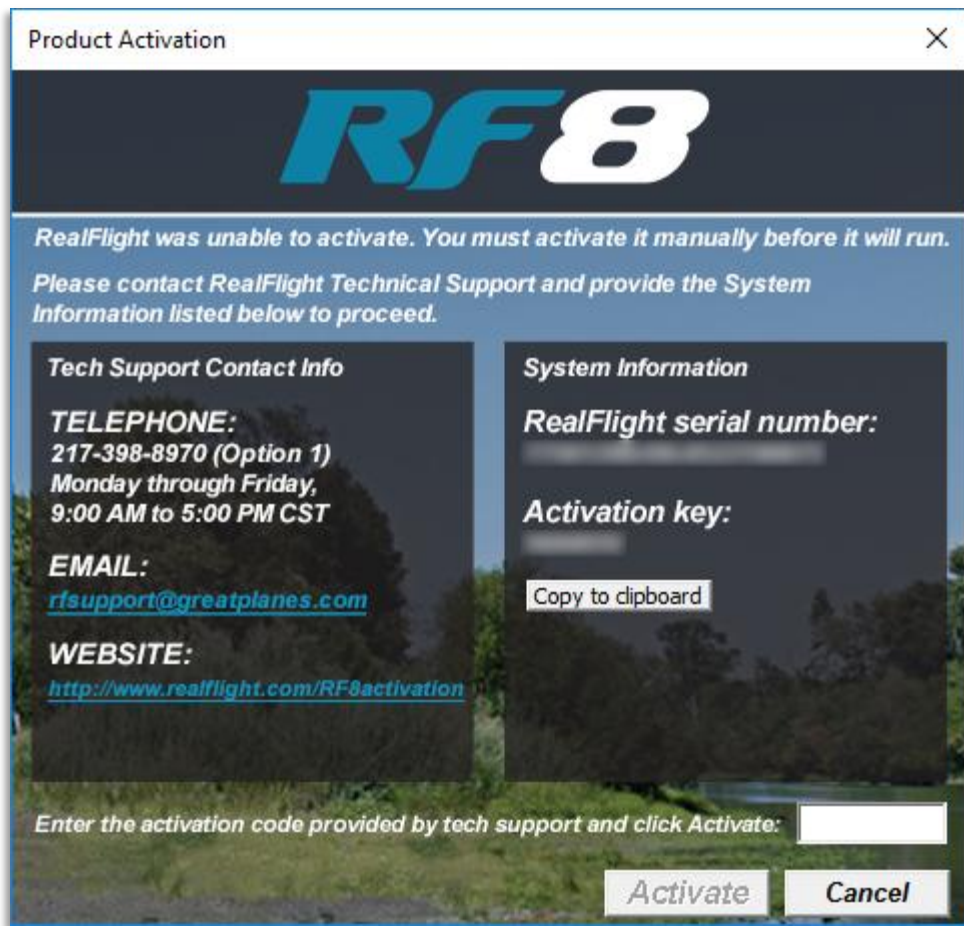 Product Activation
RF8
RealFlight was unable to activate. You must activate it manually before it will run.
Please contact RealFlight Technical Support and provide the System
Information listed below to proceed.
Tech Support Contact Info
TELEPHONE:
217-398-8970 (Option 1)
Monday through Friday,
9:00 AM to 5:00 PM CST
EMAIL:
rfsupport@greatplanes.com
WEBSITE:
http://www.realflight.com/RF8activation
System Information
RealFlight serial number:
Activation key:
Copy to clipboard
Enter the activation code provided by tech support and click Activate:
Activate
Cancel